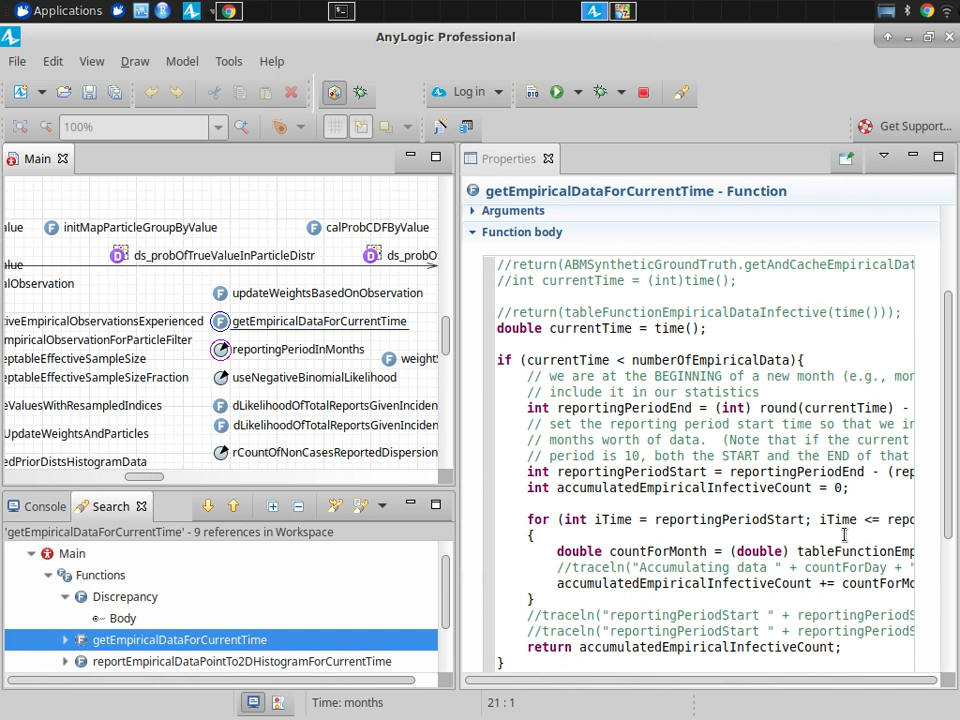 Applications
AnyLogic Professional
File Edit View Draw Model Tools Help
Log in
100%
Get Support...
Main
alue initMapParticleGroupByValue calProbCDFByValue
ds_probOfTrueValueInParticleDistr ds_probO
alue
alObservation
updateWeightsBasedOnObservation
tiveEmpiricalObservationsExperienced getEmpiricalDataForCurrentTime
mpiricalObservationForParticleFilter
reportingPeriodInMonths
eptableEffectiveSampleSize weight
eptableEffectiveSampleSizeFraction useNegativeBinomialLikelihood
eValuesWithResampledIndices dLikelihoodOfTotalReportsGivenInciden
dLikelihoodOfTotalReportsGivenInciden
UpdateWeightsAndParticles
rCountOfNonCasesReportedDispersion
edPriorDistsHistogramData
Console Search
'getEmpiricalDataForCurrentTime' - 9 references in Workspace
Main
Functions
Discrepancy
Body
getEmpiricalDataForCurrentTime
reportEmpiricalDataPointTo2DHistogramForCurrentTime
Properties
getEmpiricalDataForCurrentTime - Function
Arguments
Function body
//return(ABMSyntheticGroundTruth.getAndCacheEmpiricalDat
//int currentTime = (int)time();
//return(tableFunctionEmpiricalDataInfective(time()));
double currentTime = time();
if (currentTime < numberOfEmpiricalData){
// we are at the BEGINNING of a new month (e.g., mon
// include it in our statistics
int reportingPeriodEnd = (int) round(currentTime) -
// set the reporting period start time so that we in
// months worth of data. (Note that if the current
// period is 10, both the START and the END of that
int reportingPeriodStart = reportingPeriodEnd - (rep
int accumulatedEmpiricalInfectiveCount = 0;
for (int iTime = reportingPeriodStart; iTime <= repo
{
double countForMonth = (double) tableFunctionEmp
//traceln("Accumulating data " + countForDay + "
accumulatedEmpiricalInfectiveCount += countForMo
}
//traceln("reportingPeriodStart " + reportingPeriodS
//traceln("reportingPeriodStart " + reportingPeriodS
return accumulatedEmpiricalInfectiveCount;
}
Time: months 21 : 1